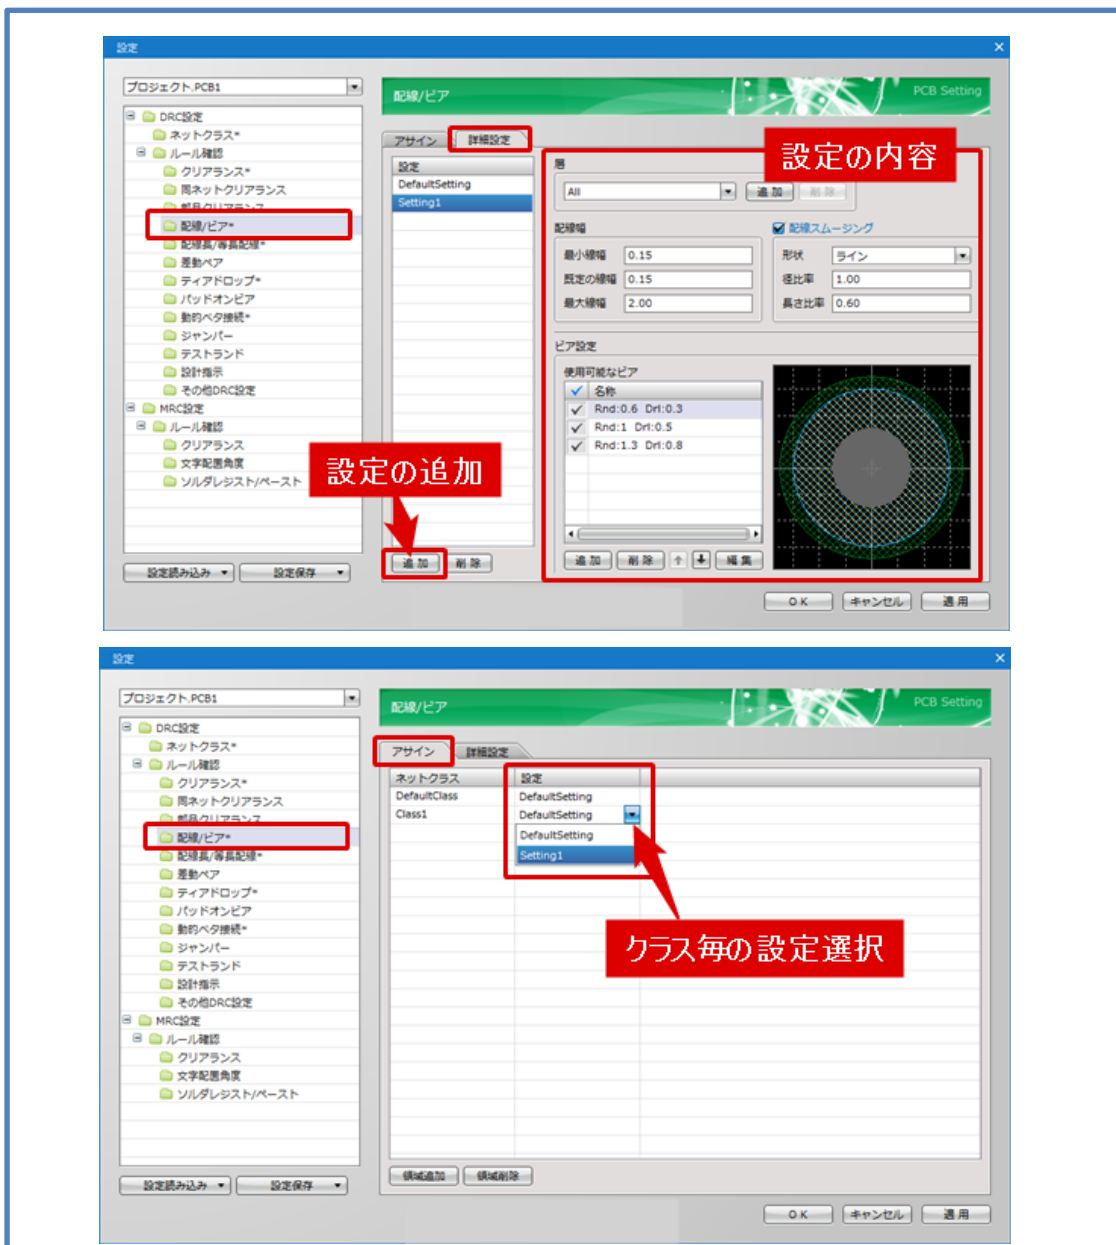 設定
プロジェクト.PCB1
DRC設定
ネットクラス*
ルール確認
クリアランス*
同ネットクリアランス
部品クリアランス
配線/ビア*
配線長/等長配線*
差動ペア
ティアドロップ*
パッドオンビア
動的ベタ接続*
ジャンパー
テストランド
設計指示
その他DRC設定
MRC設定
ルール確認
クリアランス
文字配置角度
ソルダレジスト/ペースト
設定読み込み
設定保存
配線/ビア
PCB Setting
アサイン
詳細設定
設定
DefaultSetting
Setting1
設定の追加
追加
削除
設定の内容
層
All
追加
削除
配線幅
最小線幅 0.15
既定の線幅 0.15
最大線幅 2.00
配線スムージング
形状 ライン
径比率 1.00
長さ比率 0.60
ビア設定
使用可能なビア
名称
Rnd:0.6 Drl:0.3
Rnd:1 Drl:0.5
Rnd:1.3 Drl:0.8
追加
削除
編集
OK
キャンセル
適用
設定
プロジェクト.PCB1
DRC設定
ネットクラス*
ルール確認
クリアランス*
同ネットクリアランス
部品クリアランス
配線/ビア*
配線長/等長配線*
差動ペア
ティアドロップ*
パッドオンビア
動的ベタ接続*
ジャンパー
テストランド
設計指示
その他DRC設定
MRC設定
ルール確認
クリアランス
文字配置角度
ソルダレジスト/ペースト
設定読み込み
設定保存
配線/ビア
PCB Setting
アサイン
詳細設定
ネットクラス 設定
DefaultClass DefaultSetting
Class1 DefaultSetting
DefaultSetting
Setting1
クラス毎の設定選択
領域追加
領域削除
OK
キャンセル
適用